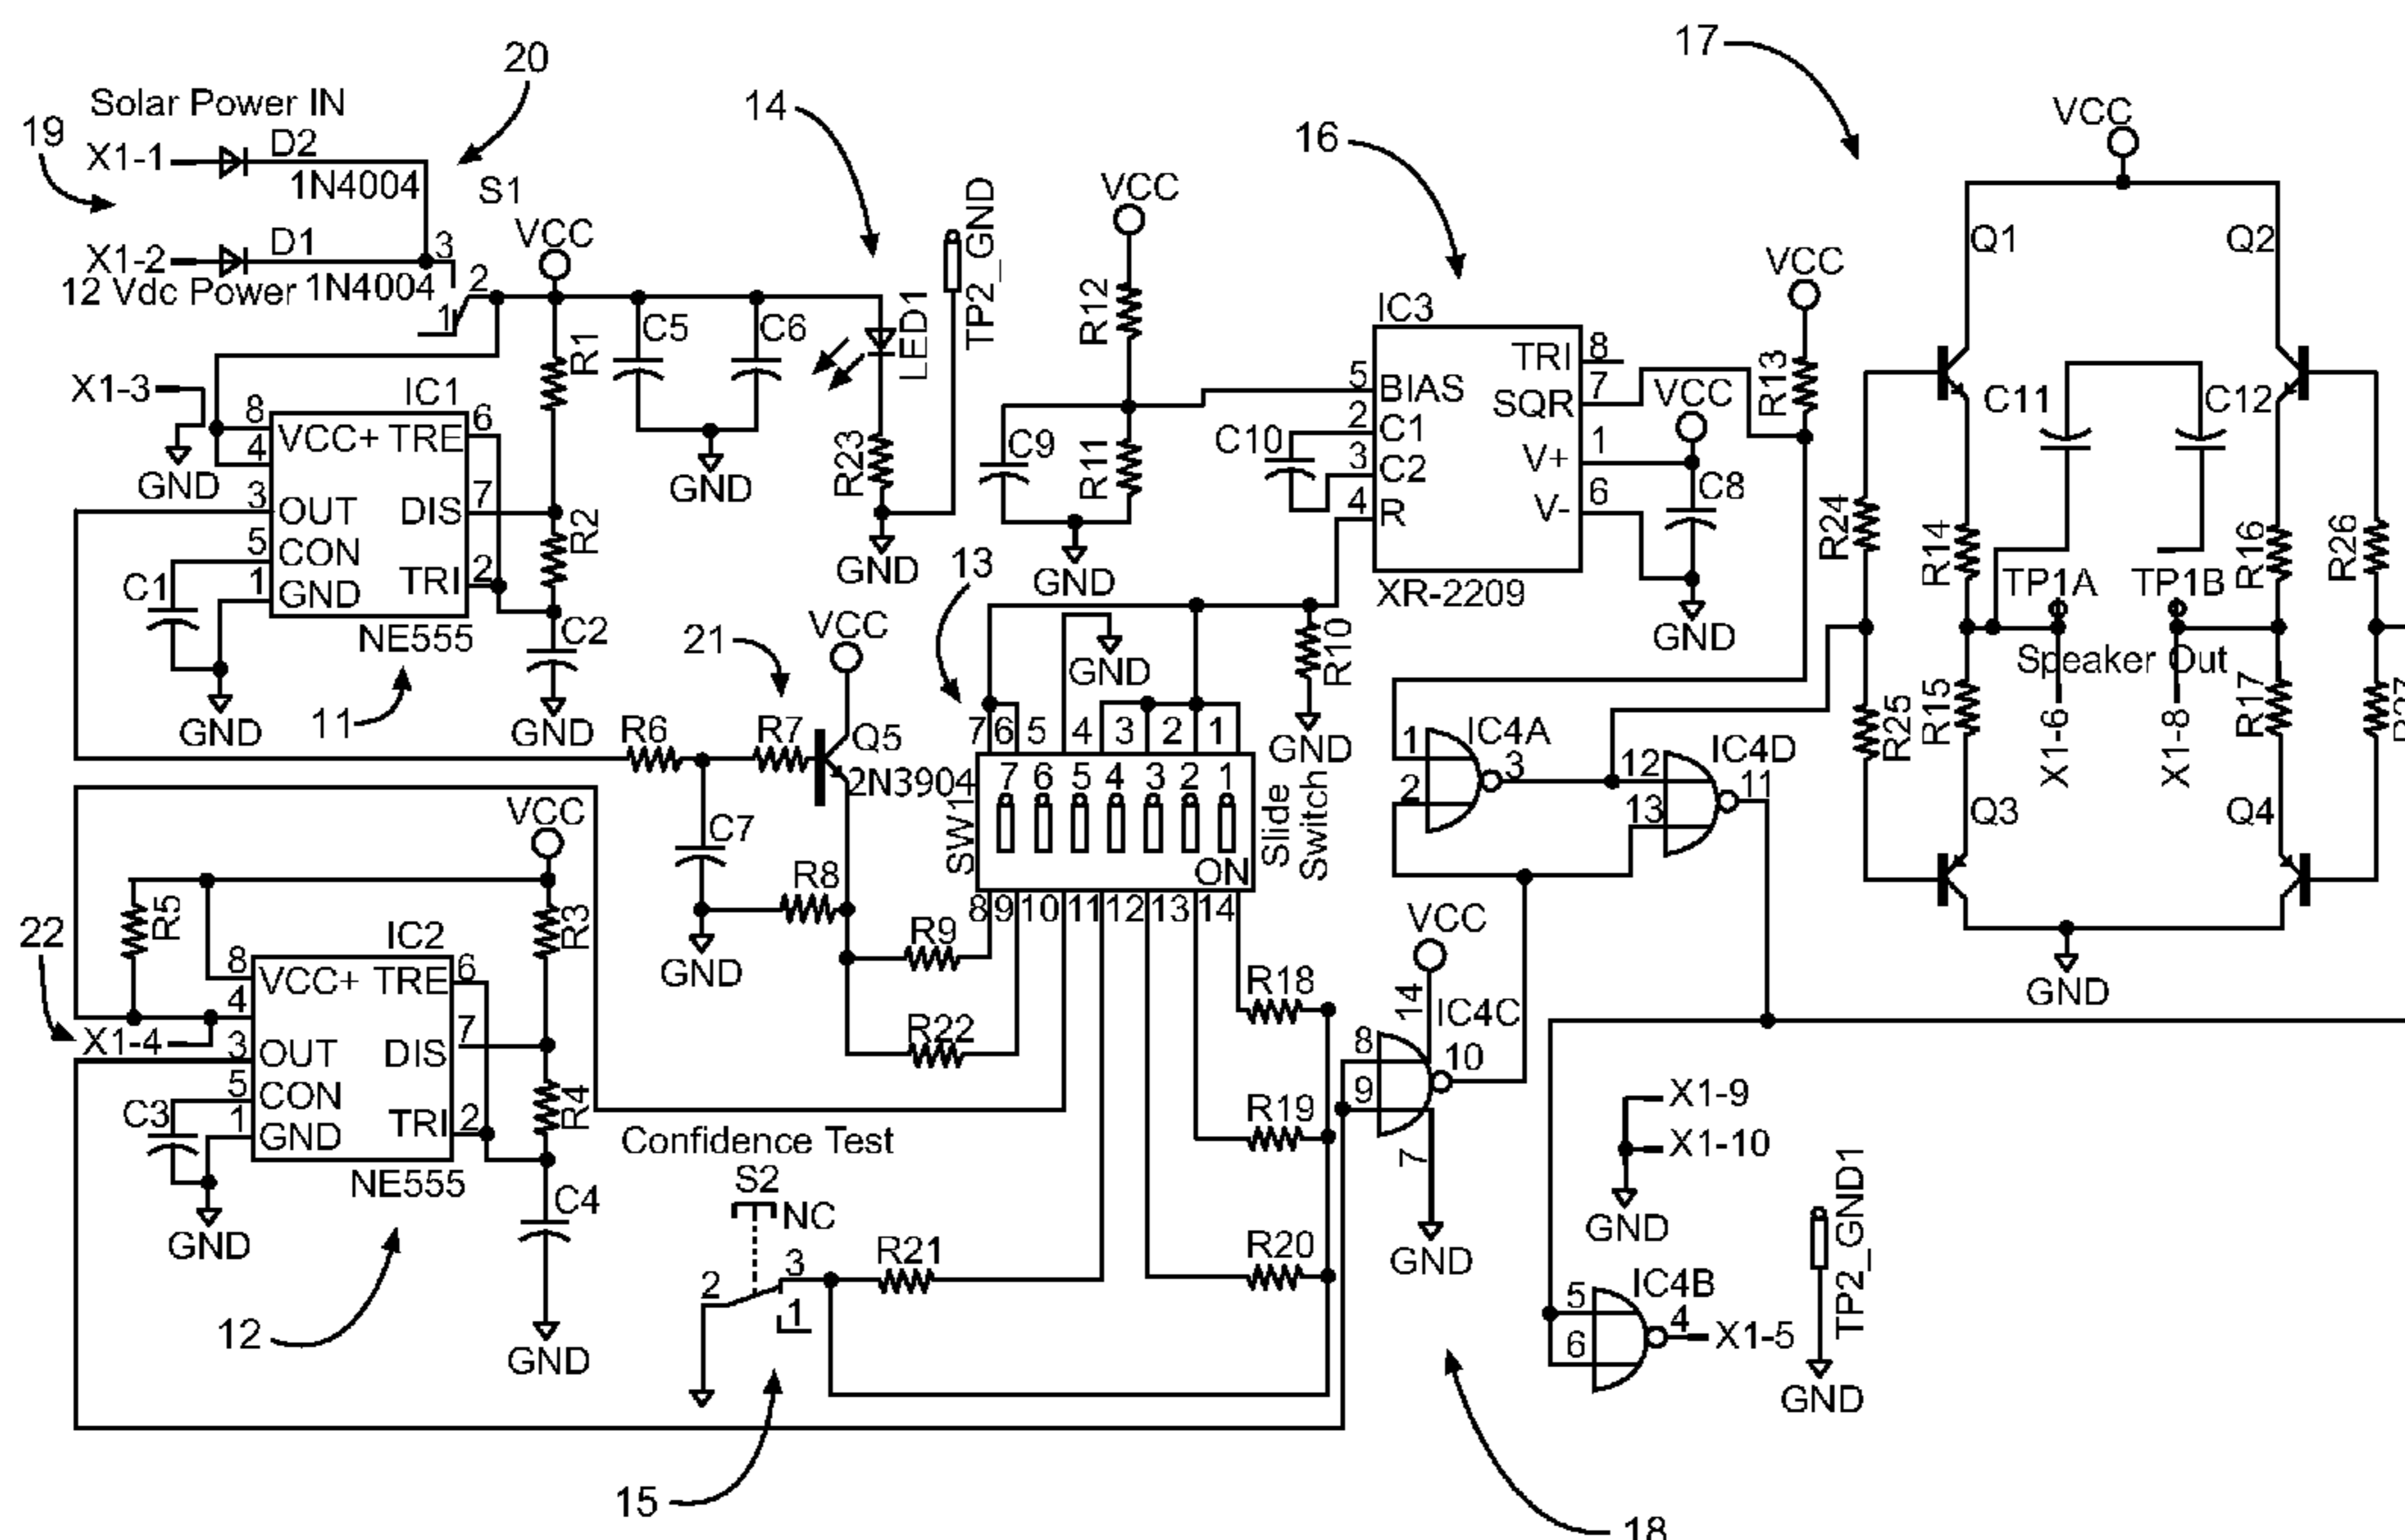 20
17
Solar Power IN
19
14
X1-1
D2
1N4004
16
VCC
S1
VCC
TP2_GND
VCC
X1-2
D1
1N4004
3
12 Vdc Power
2
1
VCC
Q1
Q2
R1
C5
C6
LED1
R12
IC3
TRI 8
X1-3
IC1
5 BIAS
SQR 7
VCC
R13
C11
C12
8
VCC+ TRE 6
4
GND
2 C1
C10
C9
R11
R23
GND
3 C2
V+ 1
3 OUT
DIS 7
4 R
V- 6
C8
R24
R14
R16
R26
R2
5 CON
1 GND
TRI 2
C1
GND
GND
13
XR-2209
TP1A
TP1B
NE555
C2
21
VCC
R10
GND
Speaker Out
GND
11
GND
GND
R25
R15
X1-6
X1-8
R17
R6
R7
Q5
2N3904
7 6 5 4 3 2 1
GND
IC4A
1
2
3
IC4D
12
13
11
7 6 5 4 3 2 1
SW1
ON
Slide
Switch
VCC
C7
Q3
Q4
R8
8 9 10 11 12 13 14
VCC
R5
R3
22
IC2
GND
R9
GND
8
VCC+ TRE 6
4
R18
14
IC4C
R22
X1-4
3 OUT
DIS 7
8
9
10
5 CON
1 GND
TRI 2
C3
R4
R19
X1-9
X1-10
7
Confidence Test
S2
NC
NE555
C4
GND
TP2_GND1
GND
R21
R20
GND
2
3
1
IC4B
5
6
4
X1-5
12
GND
GND
15
18